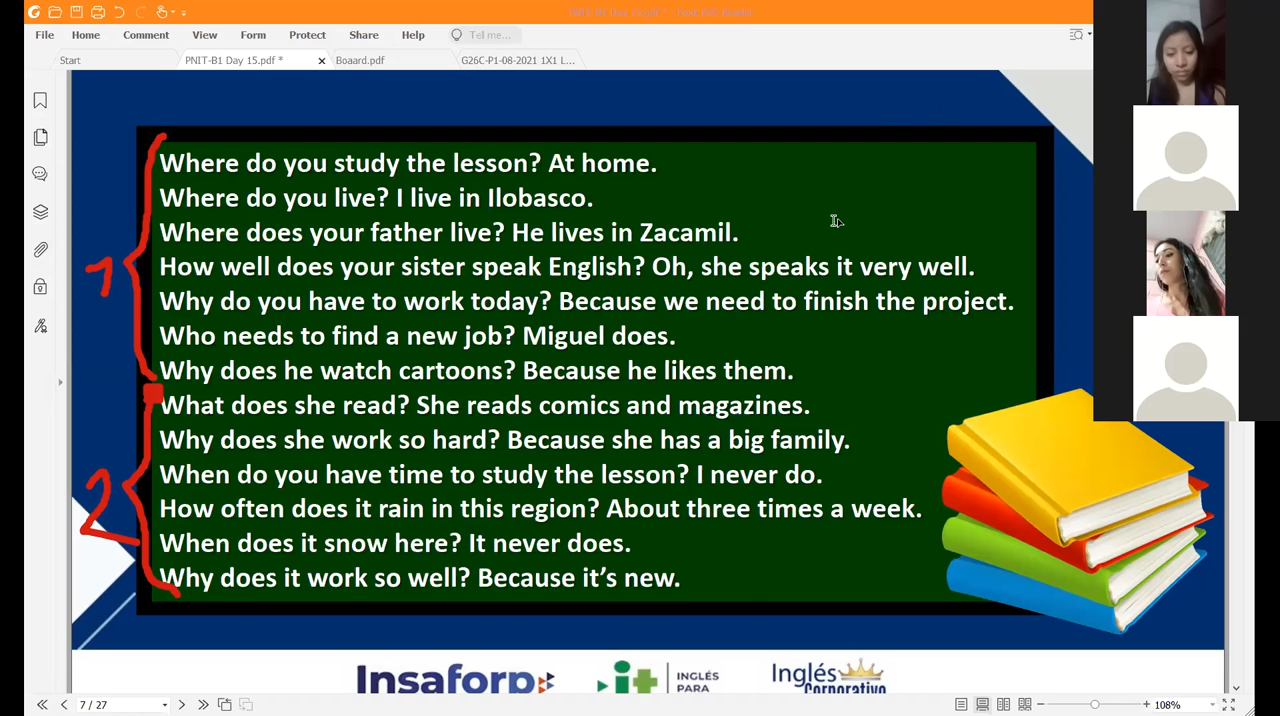 File Home Comment View Form Protect Share Help Tell me...
Start PNIT-B1 Day 15.pdf * Boaard.pdf G26C-P1-08-2021 1X1 L...
Where do you study the lesson? At home.
Where do you live? I live in Ilobasco.
Where does your father live? He lives in Zacamil.
How well does your sister speak English? Oh, she speaks it very well.
Why do you have to work today? Because we need to finish the project.
Who needs to find a new job? Miguel does.
Why does he watch cartoons? Because he likes them.
What does she read? She reads comics and magazines.
Why does she work so hard? Because she has a big family.
When do you have time to study the lesson? I never do.
How often does it rain in this region? About three times a week.
When does it snow here? It never does.
Why does it work so well? Because it’s new.
1
2
Insaforp it INGLÉS PARA Inglés Corporativo
7 / 27 108%